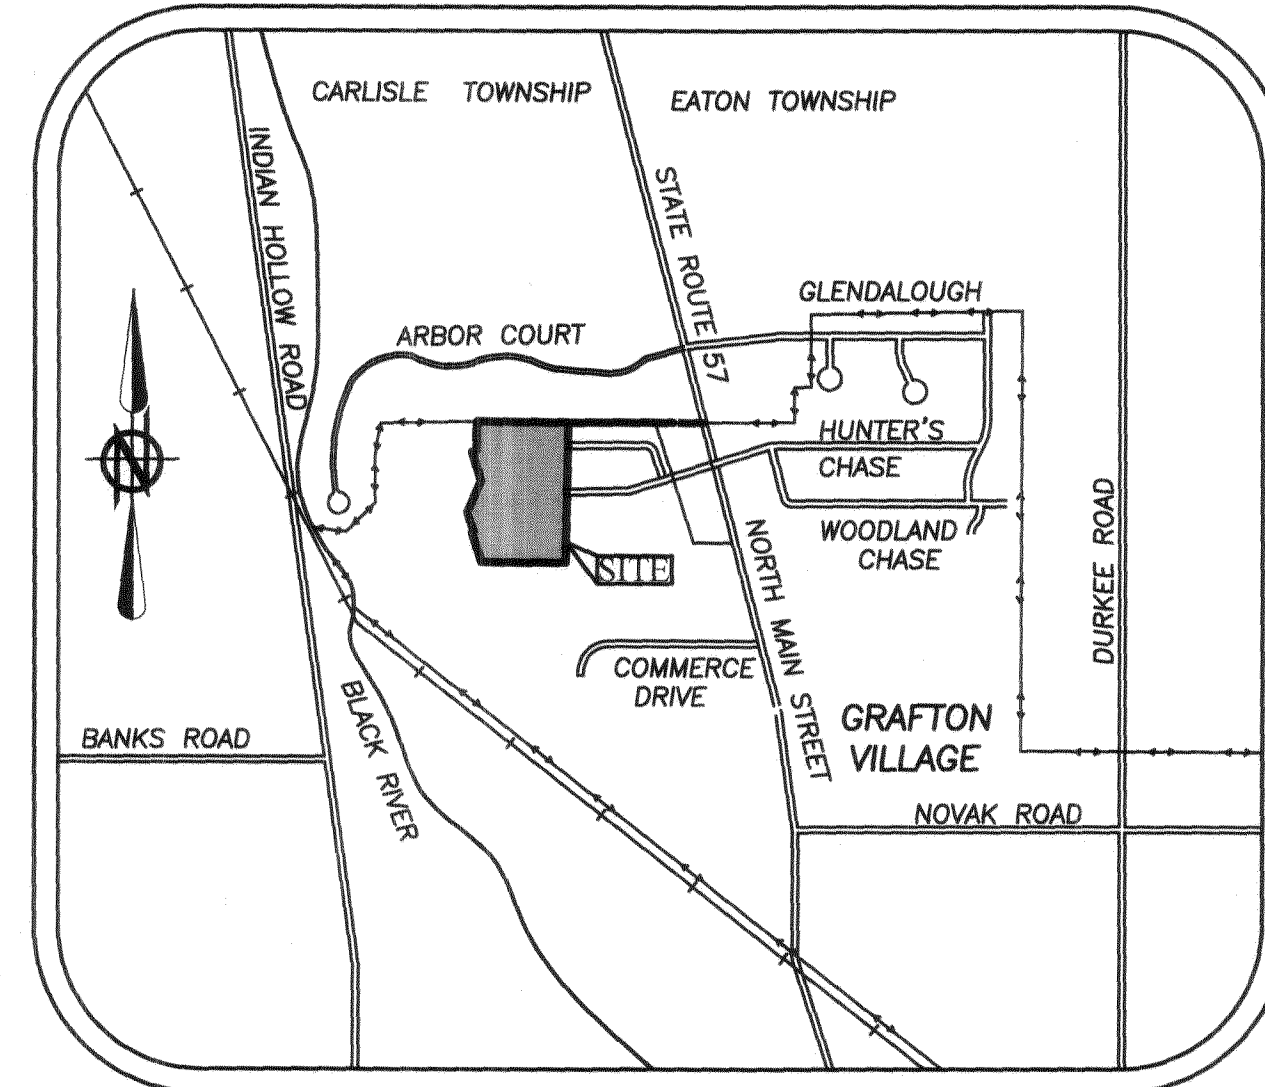 CARLISLE TOWNSHIP
EATON TOWNSHIP
INDIAN HOLLOW ROAD
STATE ROUTE 57
GLENDALOUGH
ARBOR COURT
HUNTER'S
CHASE
N
WOODLAND
CHASE
SITE
DURKEE ROAD
NORTH MAIN STREET
COMMERCE
DRIVE
BLACK RIVER
GRAFTON
VILLAGE
BANKS ROAD
NOVAK ROAD